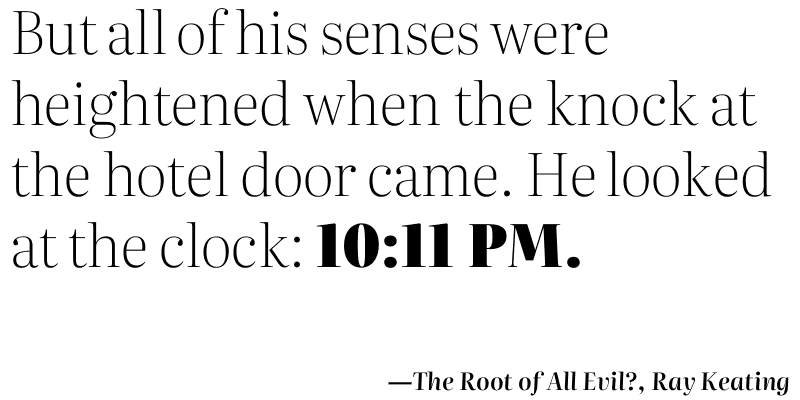 But all of his senses were
heightened when the knock at
the hotel door came. He looked
at the clock: 10:11 PM.
—The Root of All Evil?, Ray Keating